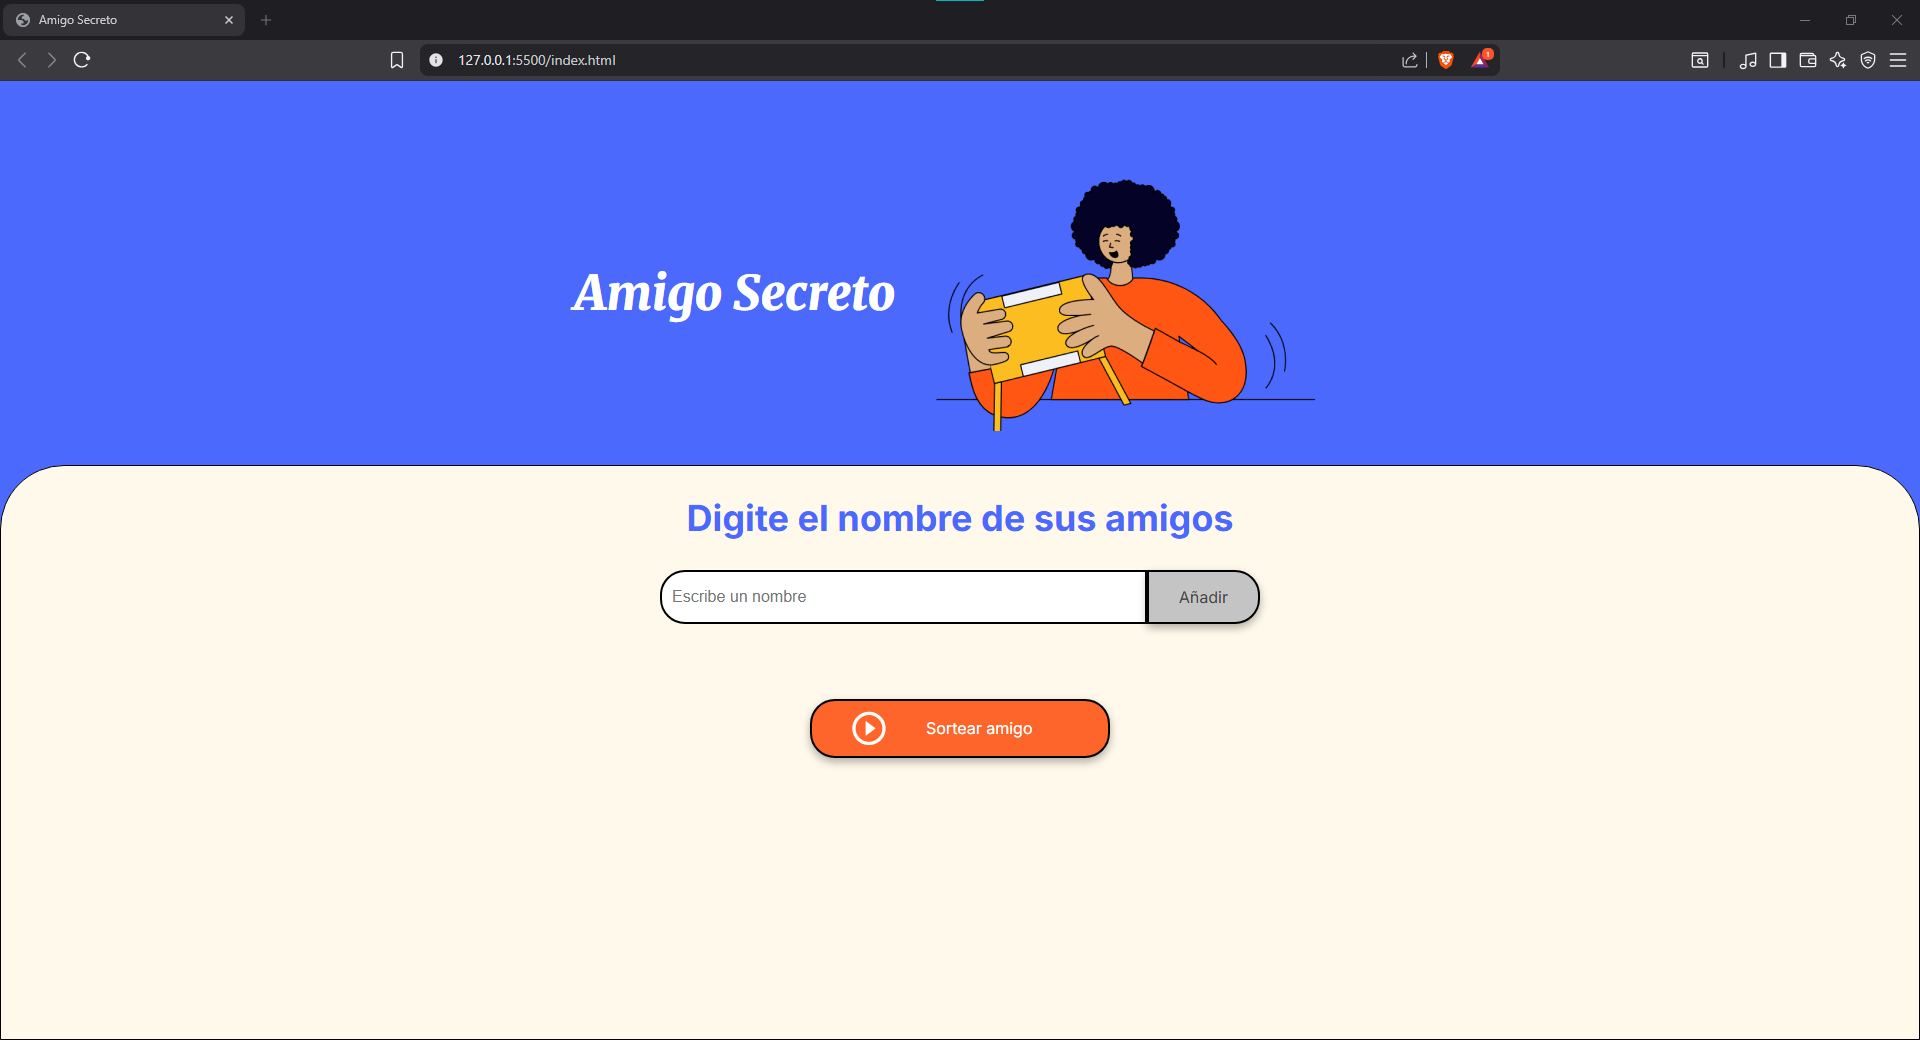 Amigo Secreto
127.0.0.1:5500/index.html
1
Amigo Secreto
Digite el nombre de sus amigos
Escribe un nombre
Añadir
Sortear amigo